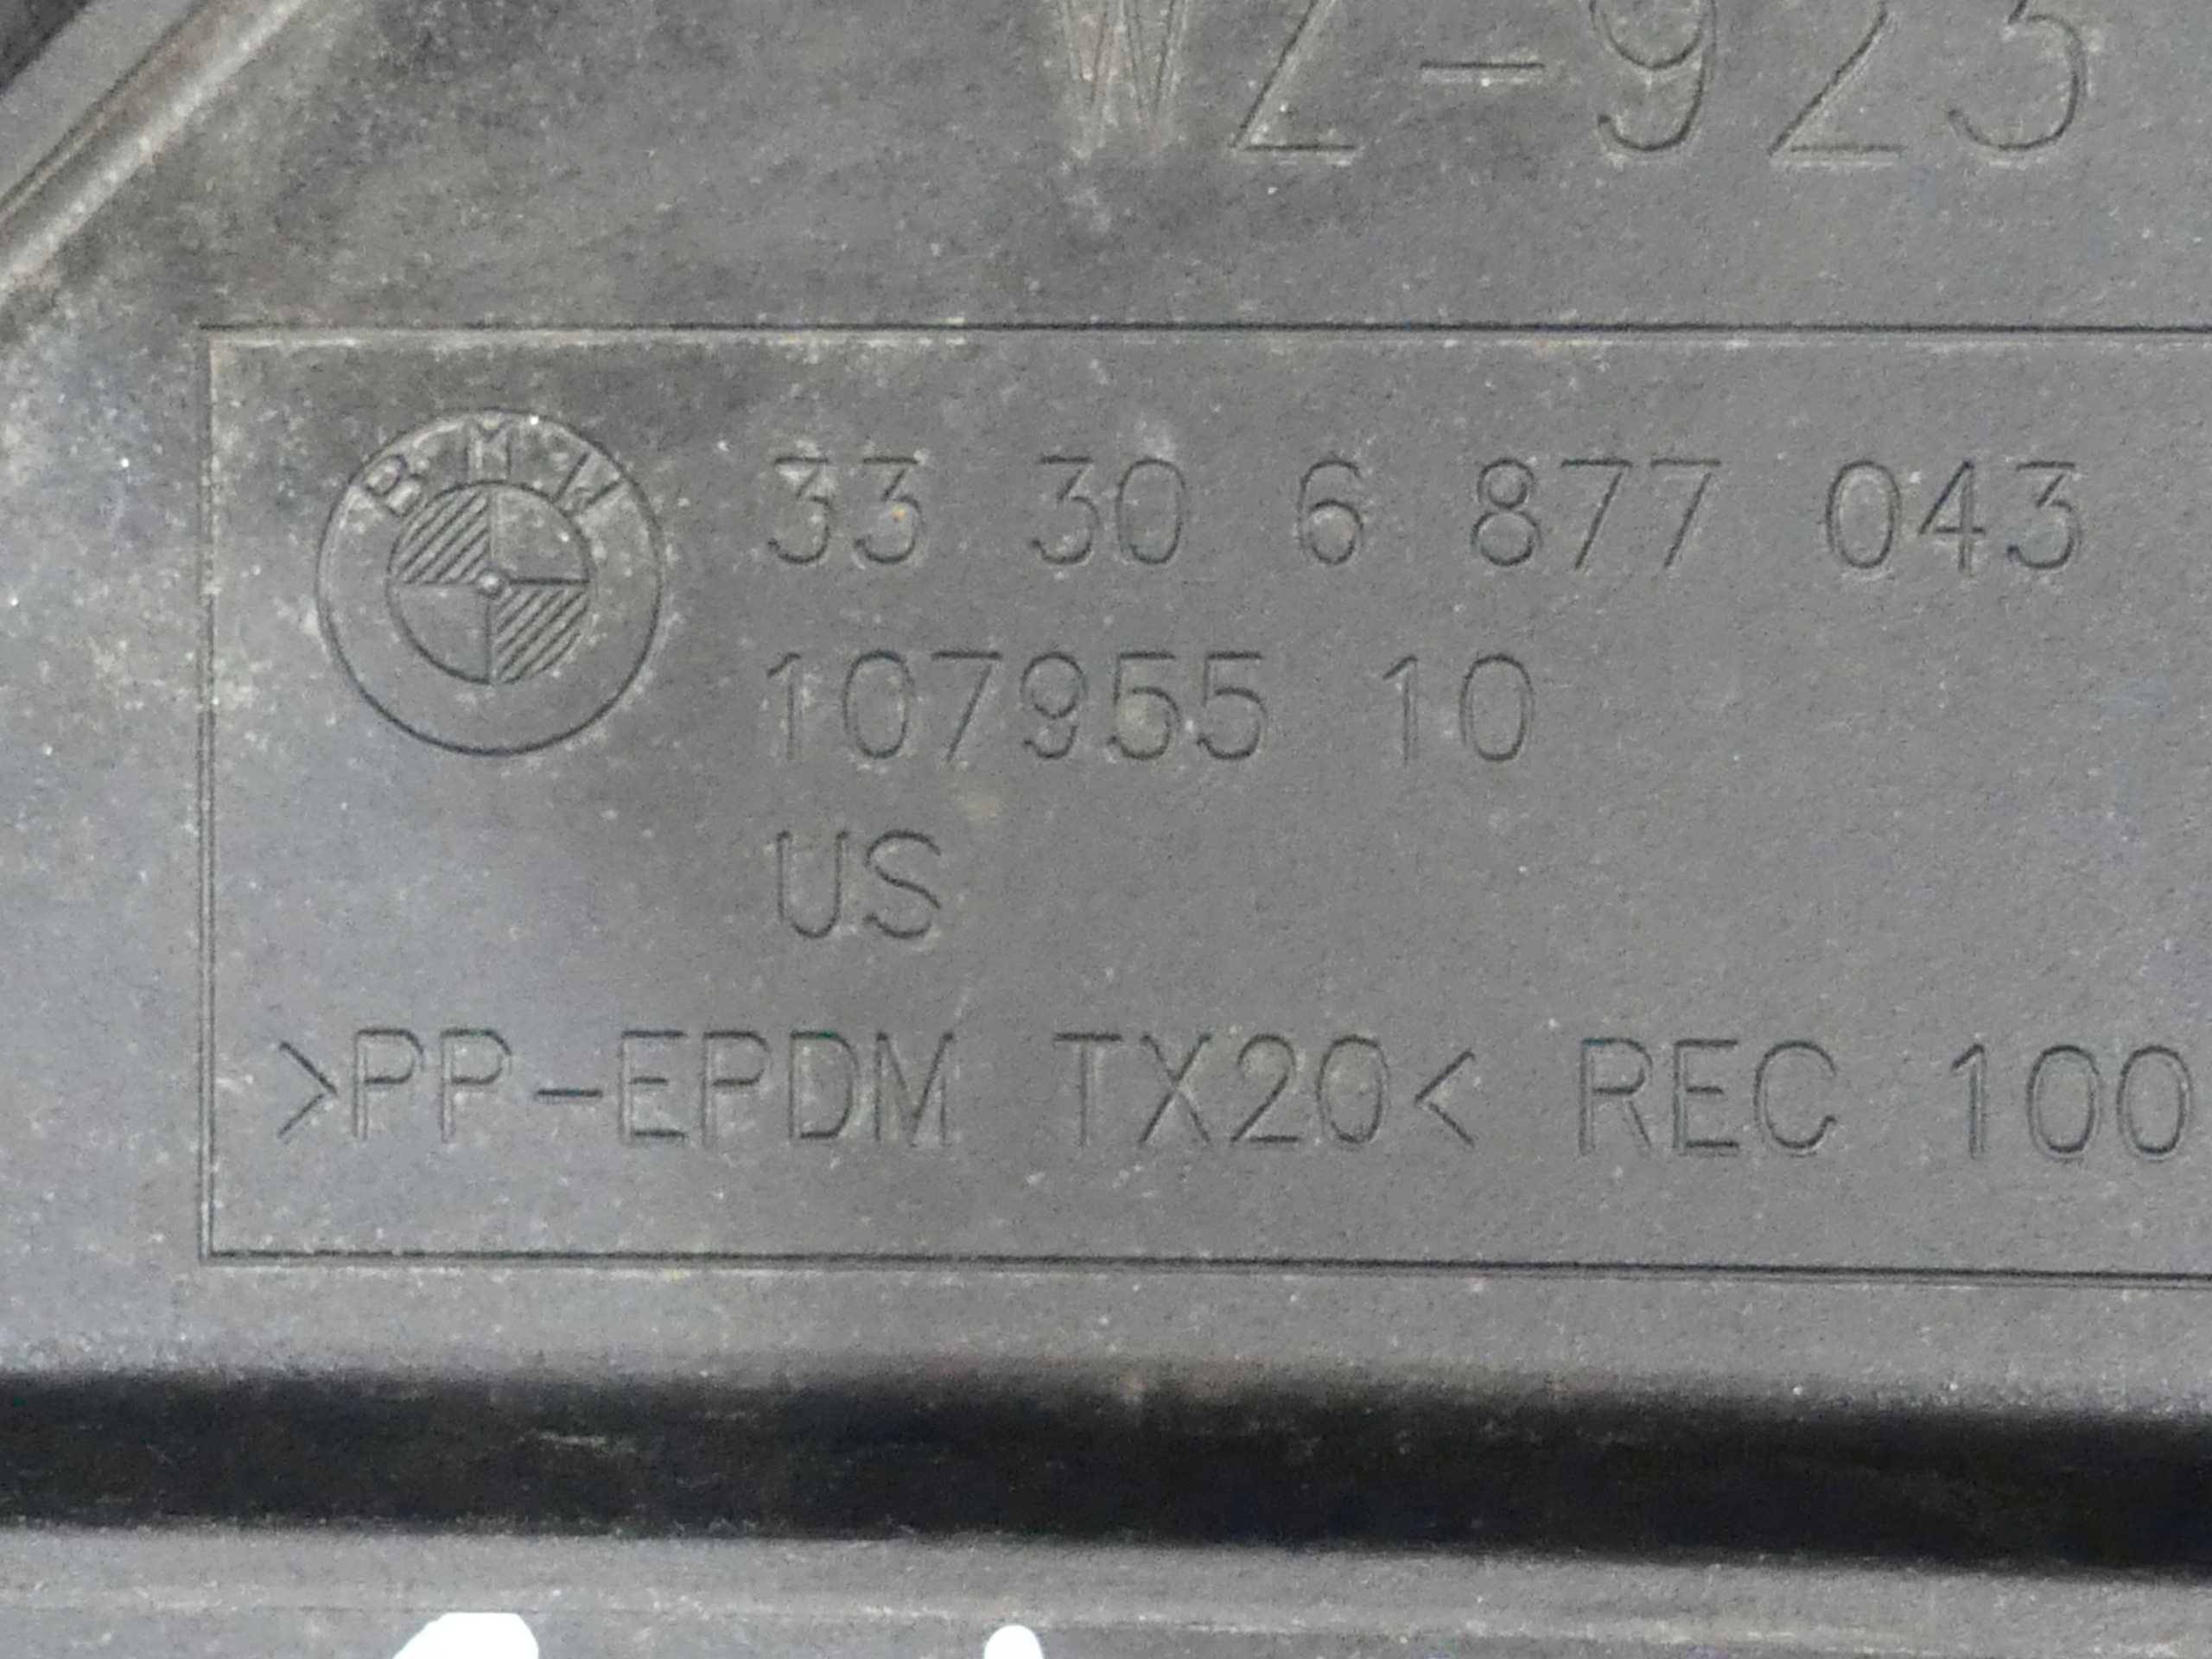 WZ-923
BMW
33 30 6 877 043
107955 10
US
>PP-EPDM TX20< REC 100